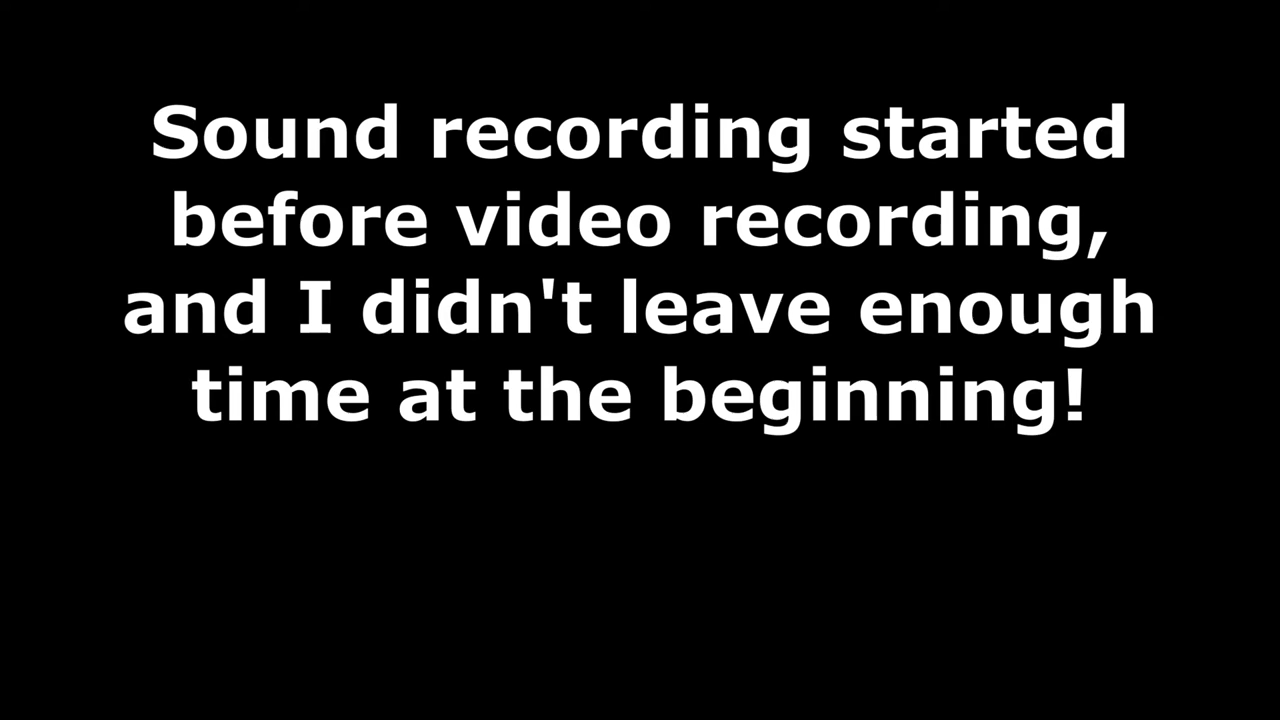 Sound recording started
before video recording,
and I didn't leave enough
time at the beginning!